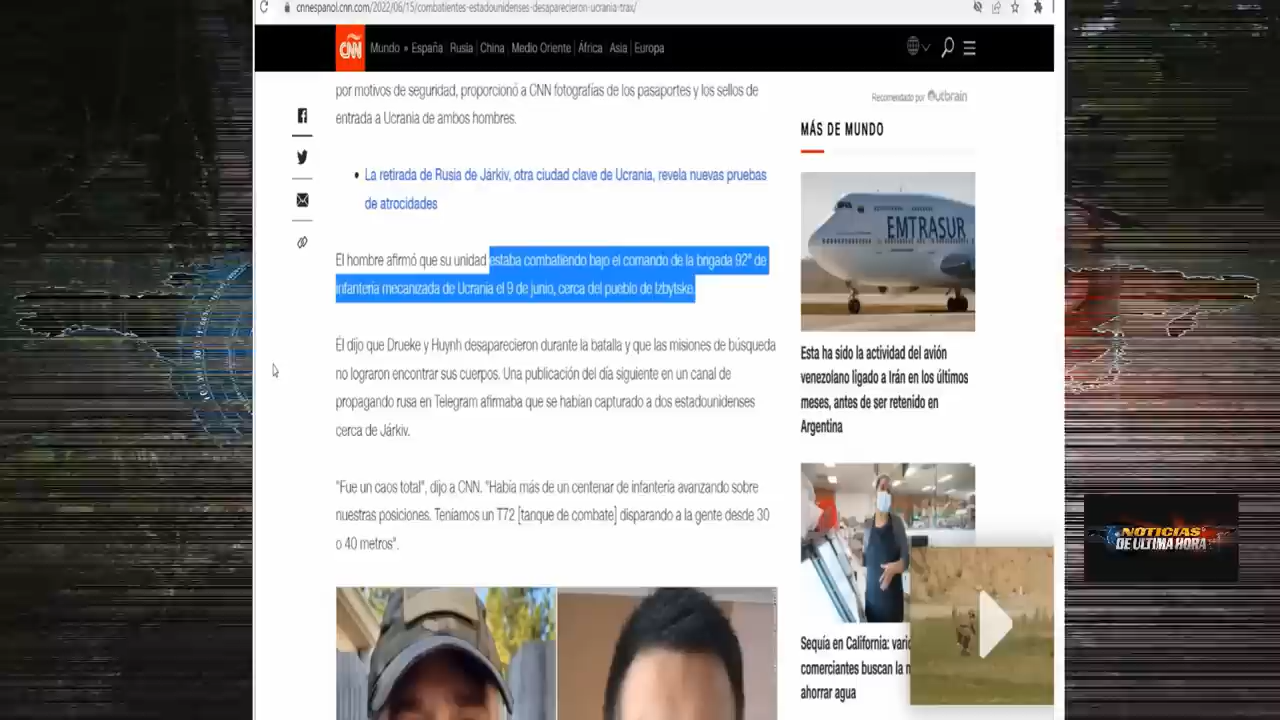 cnnespanol.cnn.com/2022/06/15/combatientes-estadounidenses-desaparecieron-ucrania-trax/
CNN
Mundo » España Rusia China Medio Oriente África Asia Europa
por motivos de seguridad, proporcionó a CNN fotografías de los pasaportes y los sellos de
entrada a Ucrania de ambos hombres.
• La retirada de Rusia de Járkiv, otra ciudad clave de Ucrania, revela nuevas pruebas
de atrocidades
El hombre afirmó que su unidad estaba combatiendo bajo el comando de la brigada 92ª de
infantería mecanizada de Ucrania el 9 de junio, cerca del pueblo de Izbytske.
Él dijo que Drueke y Huynh desaparecieron durante la batalla y que las misiones de búsqueda
no lograron encontrar sus cuerpos. Una publicación del día siguiente en un canal de
propagando rusa en Telegram afirmaba que se habían capturado a dos estadounidenses
cerca de Járkiv.
"Fue un caos total", dijo a CNN. "Había más de un centenar de infantería avanzando sobre
nuestras posiciones. Teníamos un T72 [tanque de combate] disparando a la gente desde 30
o 40 metros".
Recomendado por Outbrain
MÁS DE MUNDO
EMTRASUR
Esta ha sido la actividad del avión
venezolano ligado a Irán en los últimos
meses, antes de ser retenido en
Argentina
Sequía en California:
comerciantes buscan la
ahorrar agua
NOTICIAS
DE ULTIMA HORA